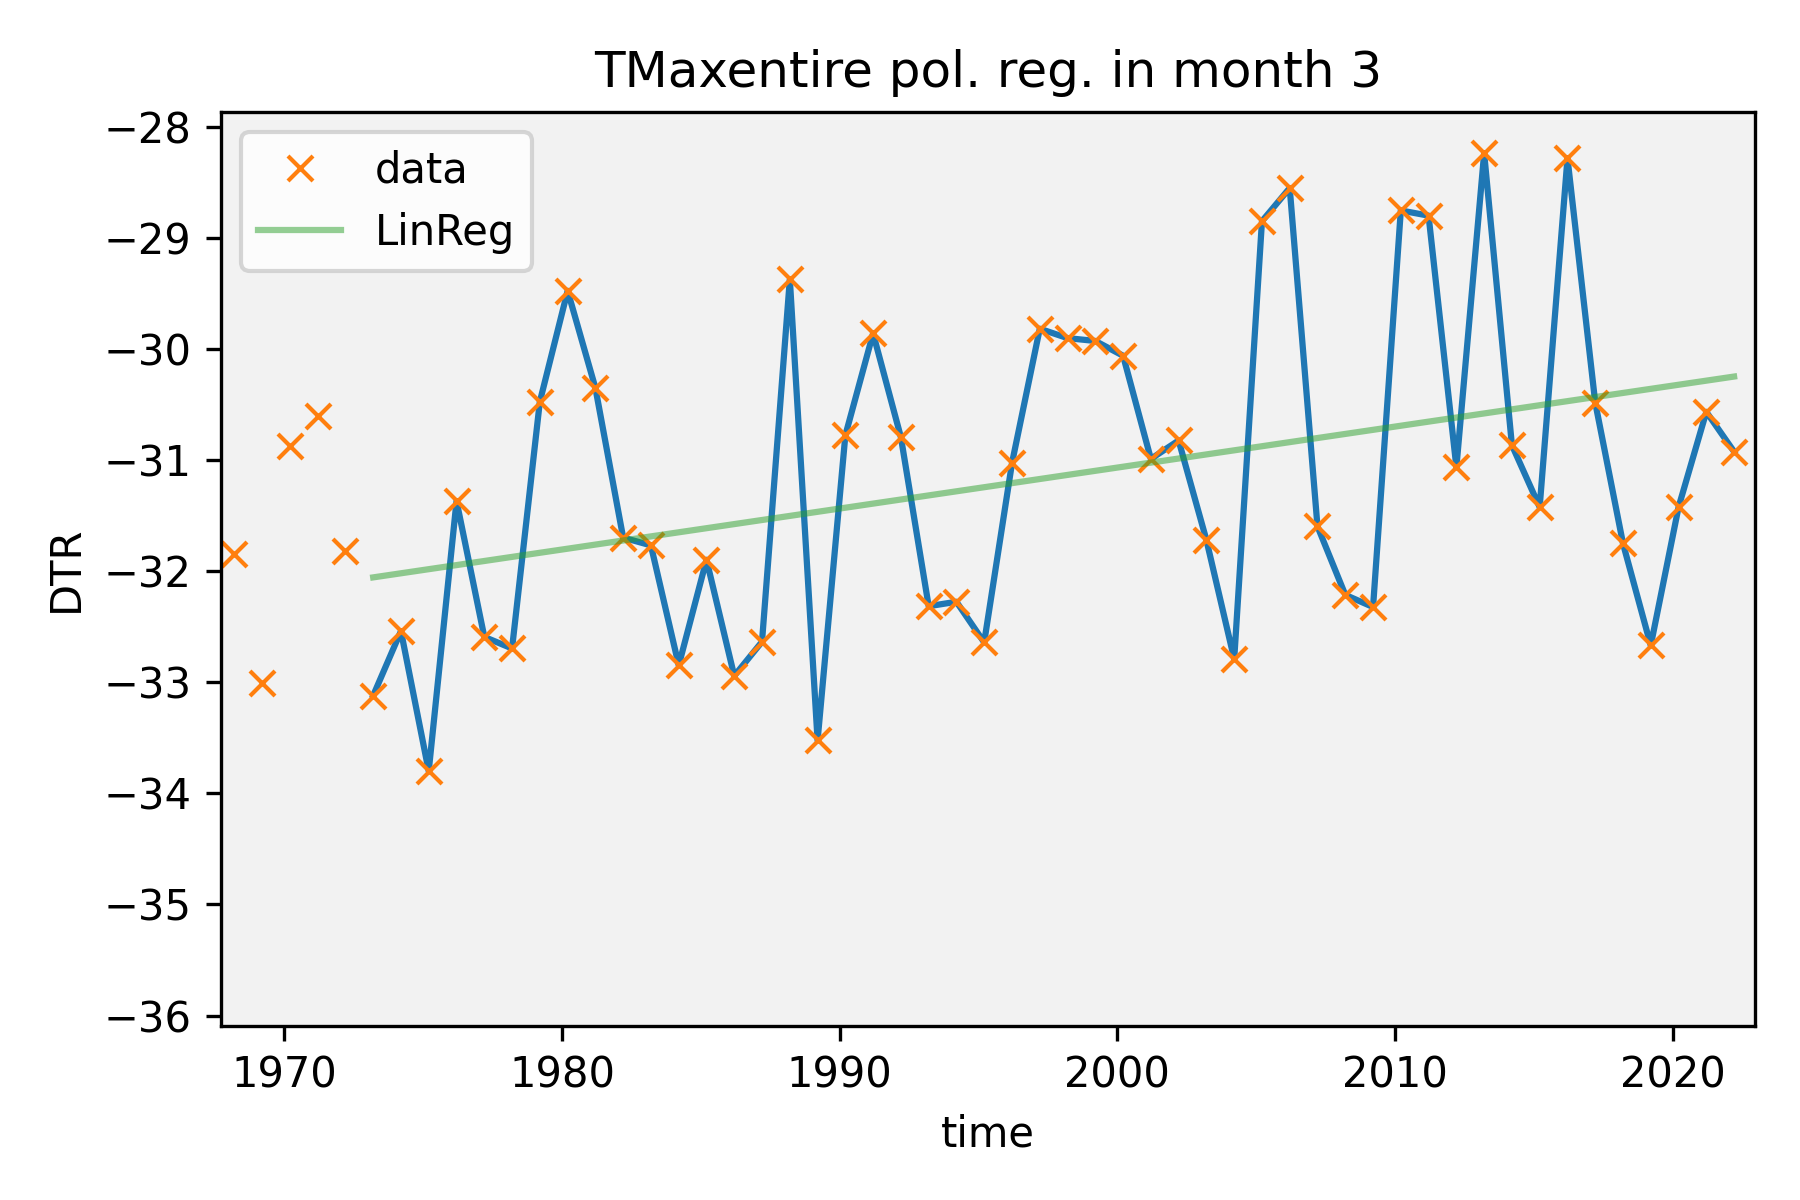 TMaxentire pol. reg. in month 3
data
LinReg
−28
−29
−30
−31
−32
−33
−34
−35
−36
DTR
1970 1980 1990 2000 2010 2020
time